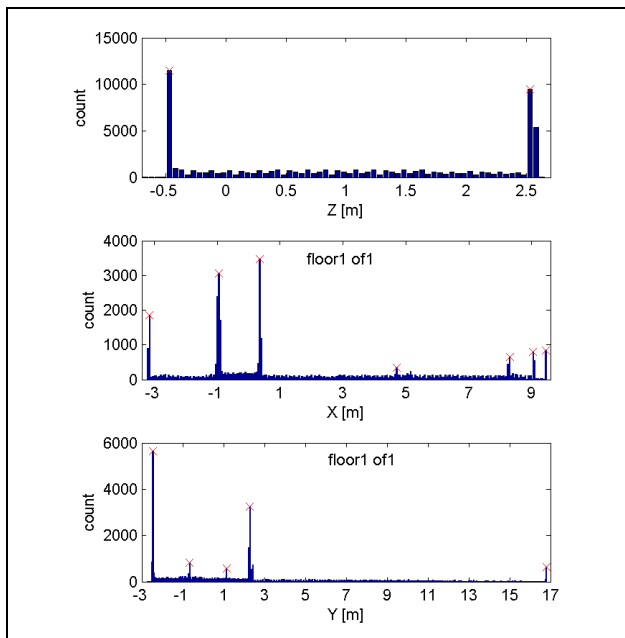 15000
10000
5000
0
count
-0.5 0 0.5 1 1.5 2 2.5
Z [m]
floor1 of1
4000
3000
2000
1000
0
count
-3 -1 1 3 5 7 9
X [m]
floor1 of1
6000
4000
2000
0
count
-3 -1 1 3 5 7 9 11 13 15 17
Y [m]